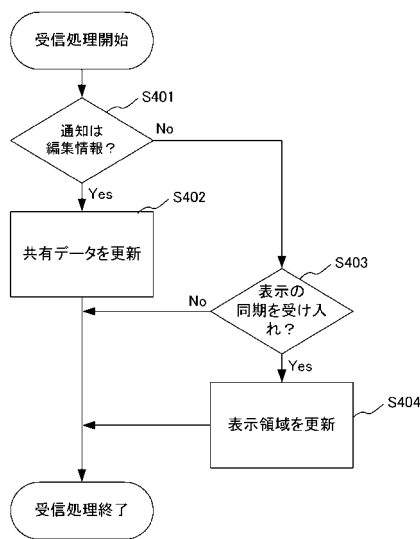 受信処理開始
S401
通知は
編集情報？
No
Yes
S402
共有データを更新
S403
表示の
同期を受け入
れ？
No
Yes
S404
表示領域を更新
受信処理終了